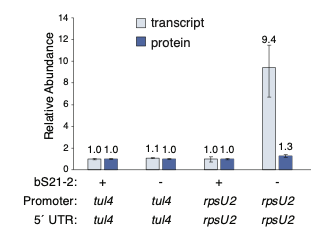 14
12
10
8
6
4
2
0
Relative Abundance
transcript
protein
1.0 1.0 1.1 1.0 1.0 1.0 9.4 1.3
bS21-2: + - + -
Promoter: tul4 tul4 rpsU2 rpsU2
5´ UTR: tul4 tul4 rpsU2 rpsU2